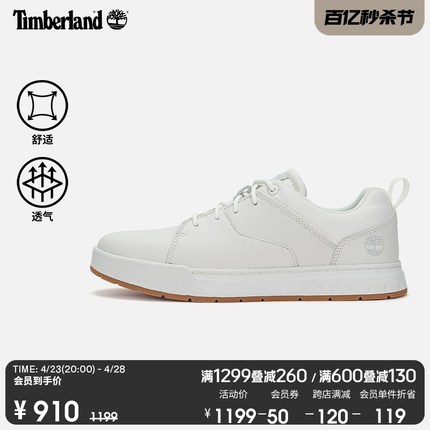 Timberland
百亿秒杀节
舒适
透气
TIME: 4/23(20:00) - 4/28
会员到手价
¥ 910 1199
满1299叠减260 / 满600叠减130
活动价 会员券 跨店满减 会员单件折省
¥1199-50 -120- 119